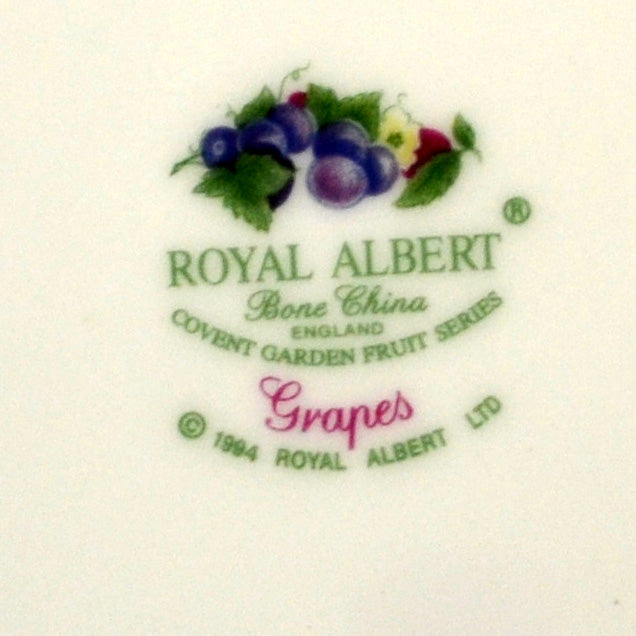 ®
ROYAL ALBERT
Bone China
ENGLAND
COVENT GARDEN FRUIT SERIES
Grapes
© 1994 ROYAL ALBERT LTD